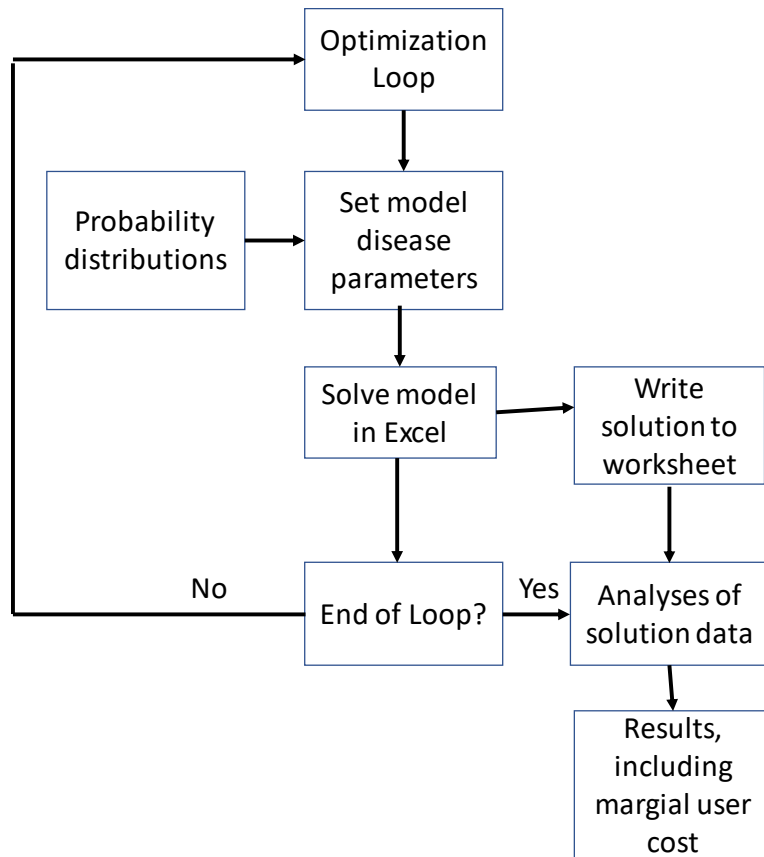 Optimization
Loop
Probability
distributions
Set model
disease
parameters
Solve model
in Excel
Write
solution to
worksheet
No
End of Loop?
Yes
Analyses of
solution data
Results,
including
margial user
cost